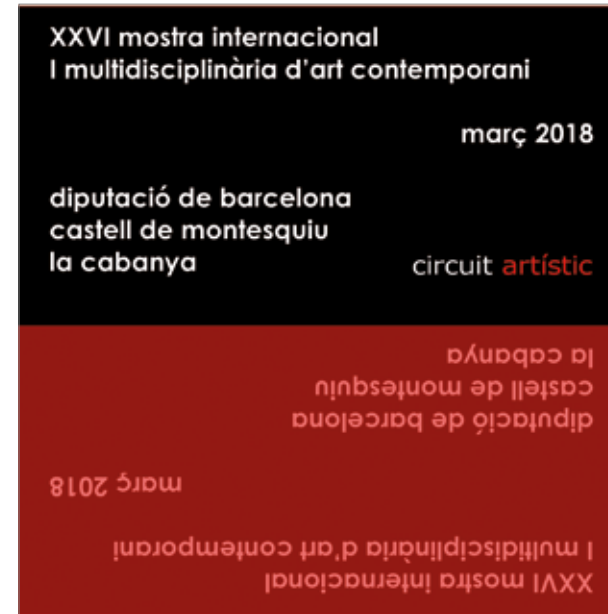 XXVI mostra internacional
I multidisciplinària d'art contemporani
març 2018
diputació de barcelona
castell de montesquiu
la cabanya
circuit artístic
XXVI mostra internacional
I multidisciplinària d'art contemporani
març 2018
diputació de barcelona
castell de montesquiu
la cabanya